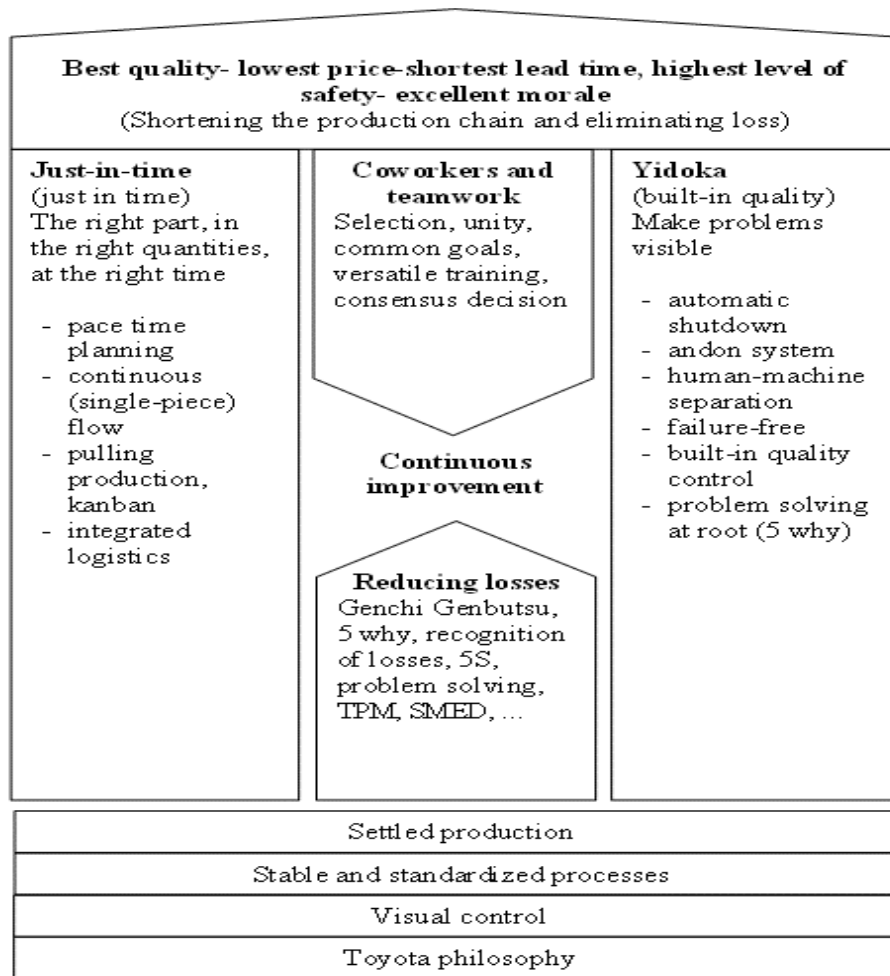 Best quality- lowest price-shortest lead time, highest level of
safety- excellent morale
(Shortening the production chain and eliminating loss)
Just-in-time
(just in time)
The right part, in
the right quantities,
at the right time
- pace time
planning
- continuous
(single-piece)
flow
- pulling
production,
kanban
- integrated
logistics
Coworkers and
teamwork
Selection, unity,
common goals,
versatile training,
consensus decision
Continuous
improvement
Reducing losses
Genchi Genbutsu,
5 why, recognition
of losses, 5S,
problem solving,
TPM, SMED, ...
Yidoka
(built-in quality)
Make problems
visible
- automatic
shutdown
- andon system
- human-machine
separation
- failure-free
- built-in quality
control
- problem solving
at root (5 why)
Settled production
Stable and standardized processes
Visual control
Toyota philosophy